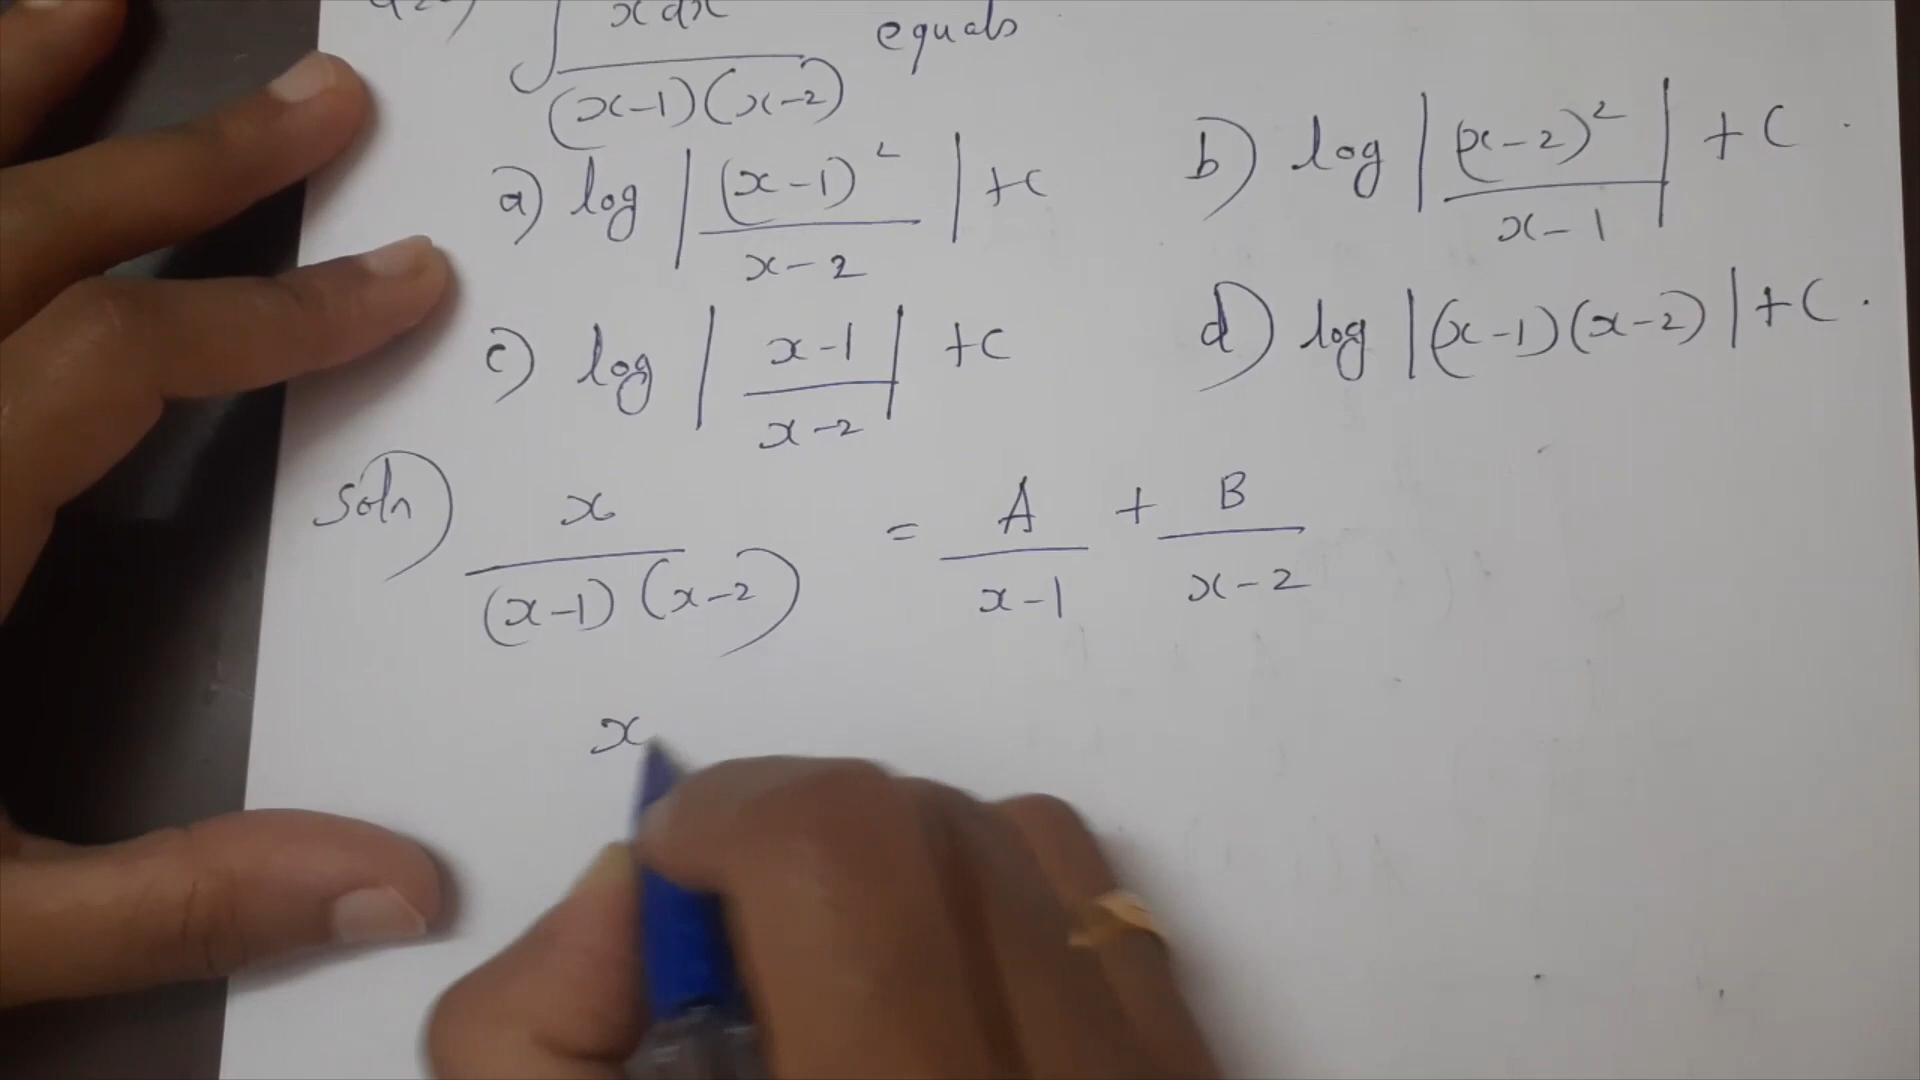 ∫ x dx / (x-1)(x-2) equals
a) log |(x-1)² / x-2| + C
b) log |(x-2)² / x-1| + C.
c) log |x-1 / x-2| + C
d) log |(x-1)(x-2)| + C.
Soln) x / (x-1)(x-2) = A / x-1 + B / x-2
x